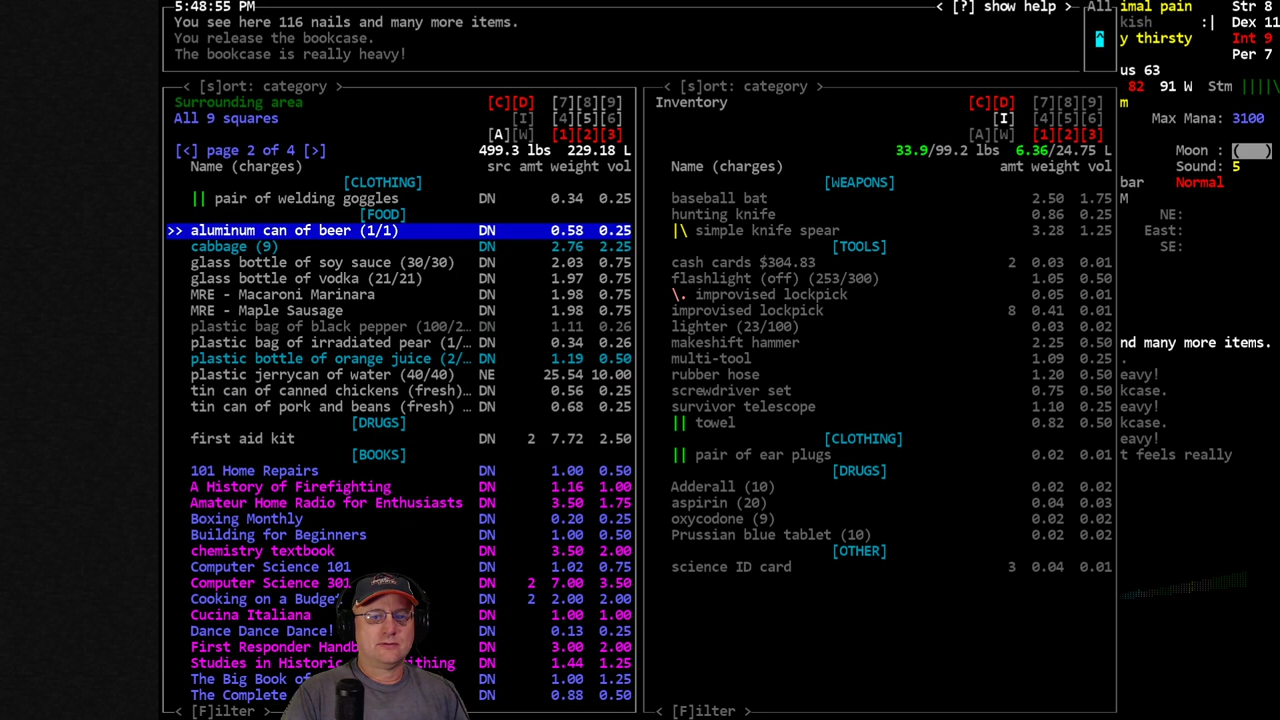 5:48:55 PM
< [?] show help >
All
You see here 116 nails and many more items.
You release the bookcase.
The bookcase is really heavy!
^
imal pain
Str 8
kish :|
Dex 11
y thirsty
Int 9
Per 7
us 63
82 91 W Stm ||||\
m
Max Mana: 3100
Moon : ( )
Sound: 5
bar Normal
M
NE:
East:
SE:
nd many more items.
.
eavy!
kcase.
eavy!
kcase.
eavy!
t feels really
< [s]ort: category >
Surrounding area [C][D] [7][8][9]
All 9 squares [I] [4][5][6]
[A][W] [1][2][3]
[<] page 2 of 4 [>] 499.3 lbs 229.18 L
Name (charges) src amt weight vol
[CLOTHING]
|| pair of welding goggles DN 0.34 0.25
[FOOD]
>> aluminum can of beer (1/1) DN 0.58 0.25
cabbage (9) DN 2.76 2.25
glass bottle of soy sauce (30/30) DN 2.03 0.75
glass bottle of vodka (21/21) DN 1.97 0.75
MRE - Macaroni Marinara DN 1.98 0.75
MRE - Maple Sausage DN 1.98 0.75
plastic bag of black pepper (100/2… DN 1.11 0.26
plastic bag of irradiated pear (1/… DN 0.34 0.26
plastic bottle of orange juice (2/… DN 1.19 0.50
plastic jerrycan of water (40/40) NE 25.54 10.00
tin can of canned chickens (fresh) … DN 0.56 0.25
tin can of pork and beans (fresh) … DN 0.68 0.25
[DRUGS]
first aid kit DN 2 7.72 2.50
[BOOKS]
101 Home Repairs DN 1.00 0.50
A History of Firefighting DN 1.16 1.00
Amateur Home Radio for Enthusiasts DN 3.50 1.75
Boxing Monthly DN 0.20 0.25
Building for Beginners DN 1.00 0.50
chemistry textbook DN 3.50 2.00
Computer Science 101 DN 1.02 0.75
Computer Science 301 DN 2 7.00 3.50
Cooking on a Budge DN 2 2.00 2.00
Cucina Italiana DN 1.00 1.00
Dance Dance Dance! DN 0.13 0.25
First Responder Handb DN 3.00 2.00
Studies in Historic ithing DN 1.44 1.25
The Big Book of DN 1.00 1.25
The Complete DN 0.88 0.50
< [F]ilter >
< [s]ort: category >
Inventory [C][D] [7][8][9]
[I] [4][5][6]
[A][W] [1][2][3]
33.9/99.2 lbs 6.36/24.75 L
Name (charges) amt weight vol
[WEAPONS]
baseball bat 2.50 1.75
hunting knife 0.86 0.25
|\ simple knife spear 3.28 1.25
[TOOLS]
cash cards $304.83 2 0.03 0.01
flashlight (off) (253/300) 1.05 0.50
\. improvised lockpick 0.05 0.01
improvised lockpick 8 0.41 0.01
lighter (23/100) 0.03 0.02
makeshift hammer 2.25 0.50
multi-tool 1.09 0.25
rubber hose 1.20 0.50
screwdriver set 0.75 0.50
survivor telescope 1.10 0.25
|| towel 0.82 0.50
[CLOTHING]
|| pair of ear plugs 0.02 0.01
[DRUGS]
Adderall (10) 0.02 0.02
aspirin (20) 0.04 0.03
oxycodone (9) 0.02 0.02
Prussian blue tablet (10) 0.02 0.02
[OTHER]
science ID card 3 0.04 0.01
< [F]ilter >